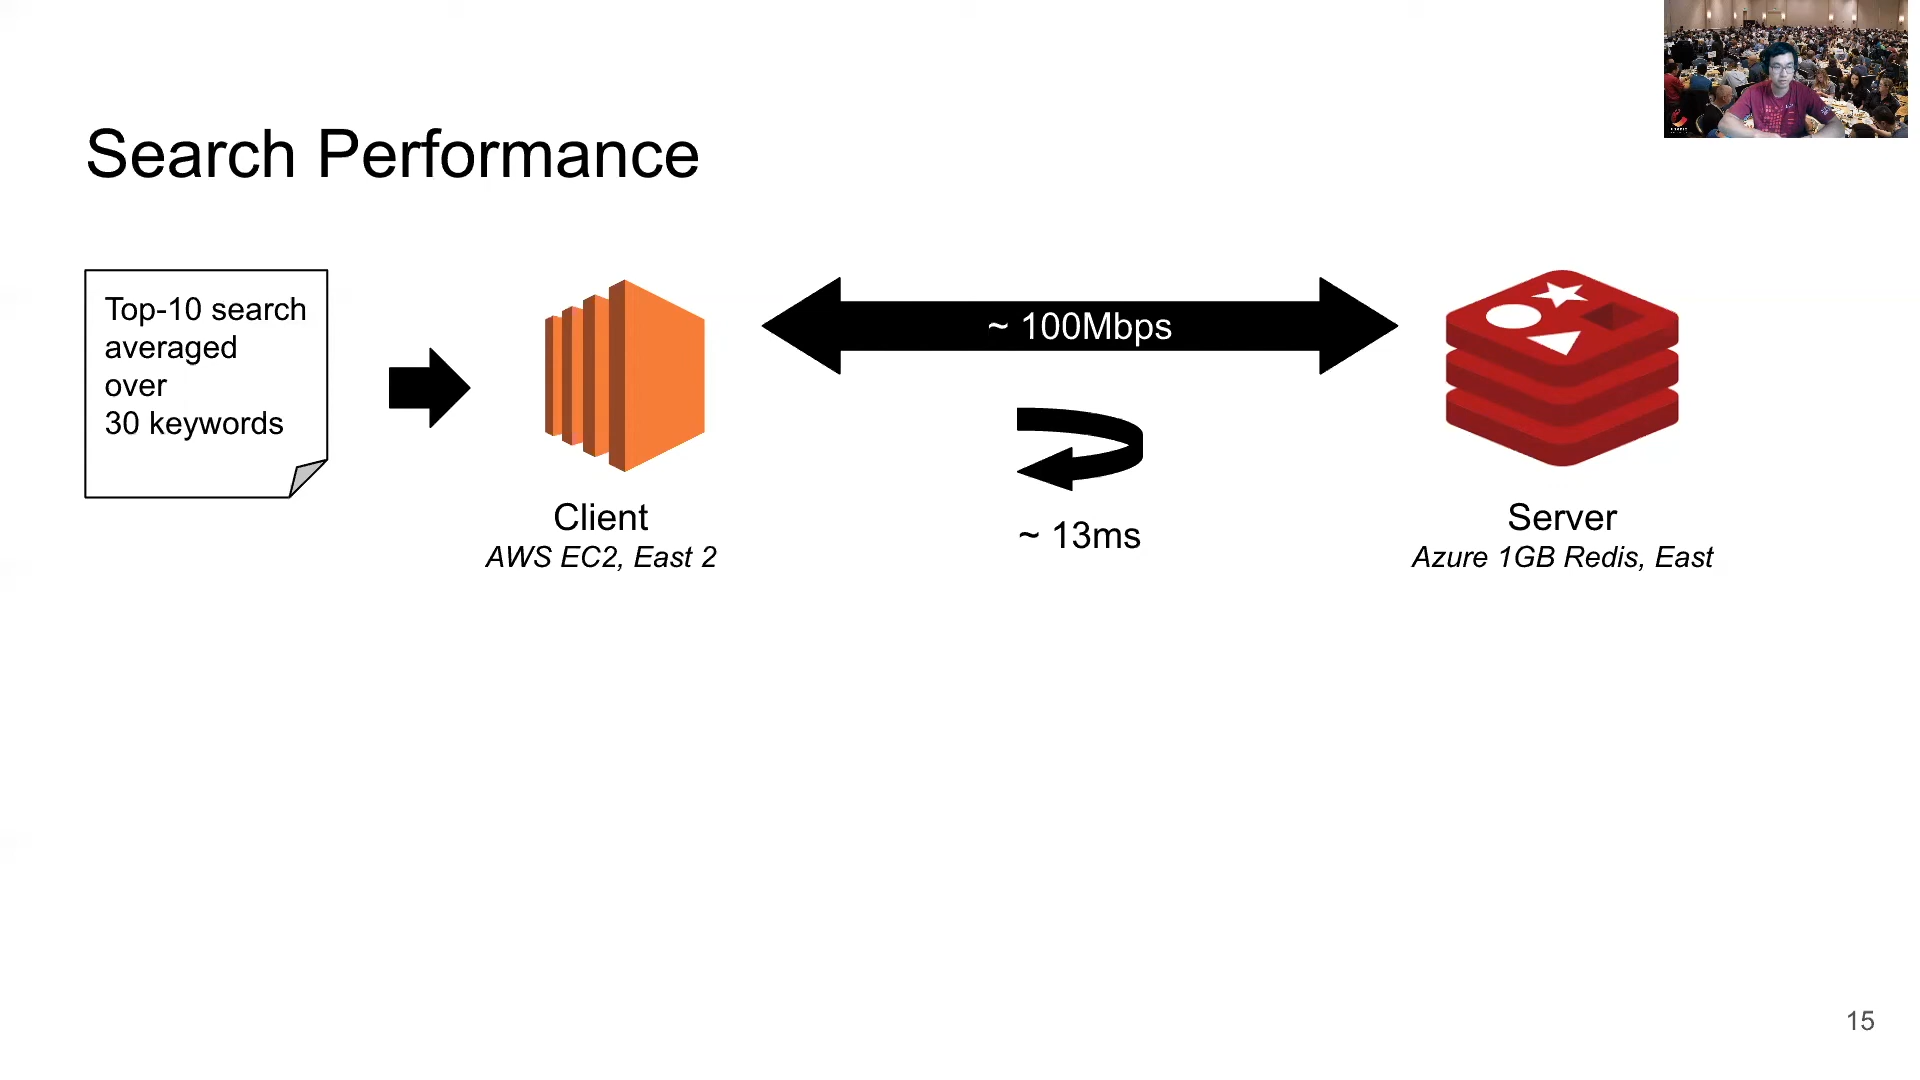 Search Performance
Top-10 search
averaged
over
30 keywords
~ 100Mbps
~ 13ms
Client
AWS EC2, East 2
Server
Azure 1GB Redis, East
15